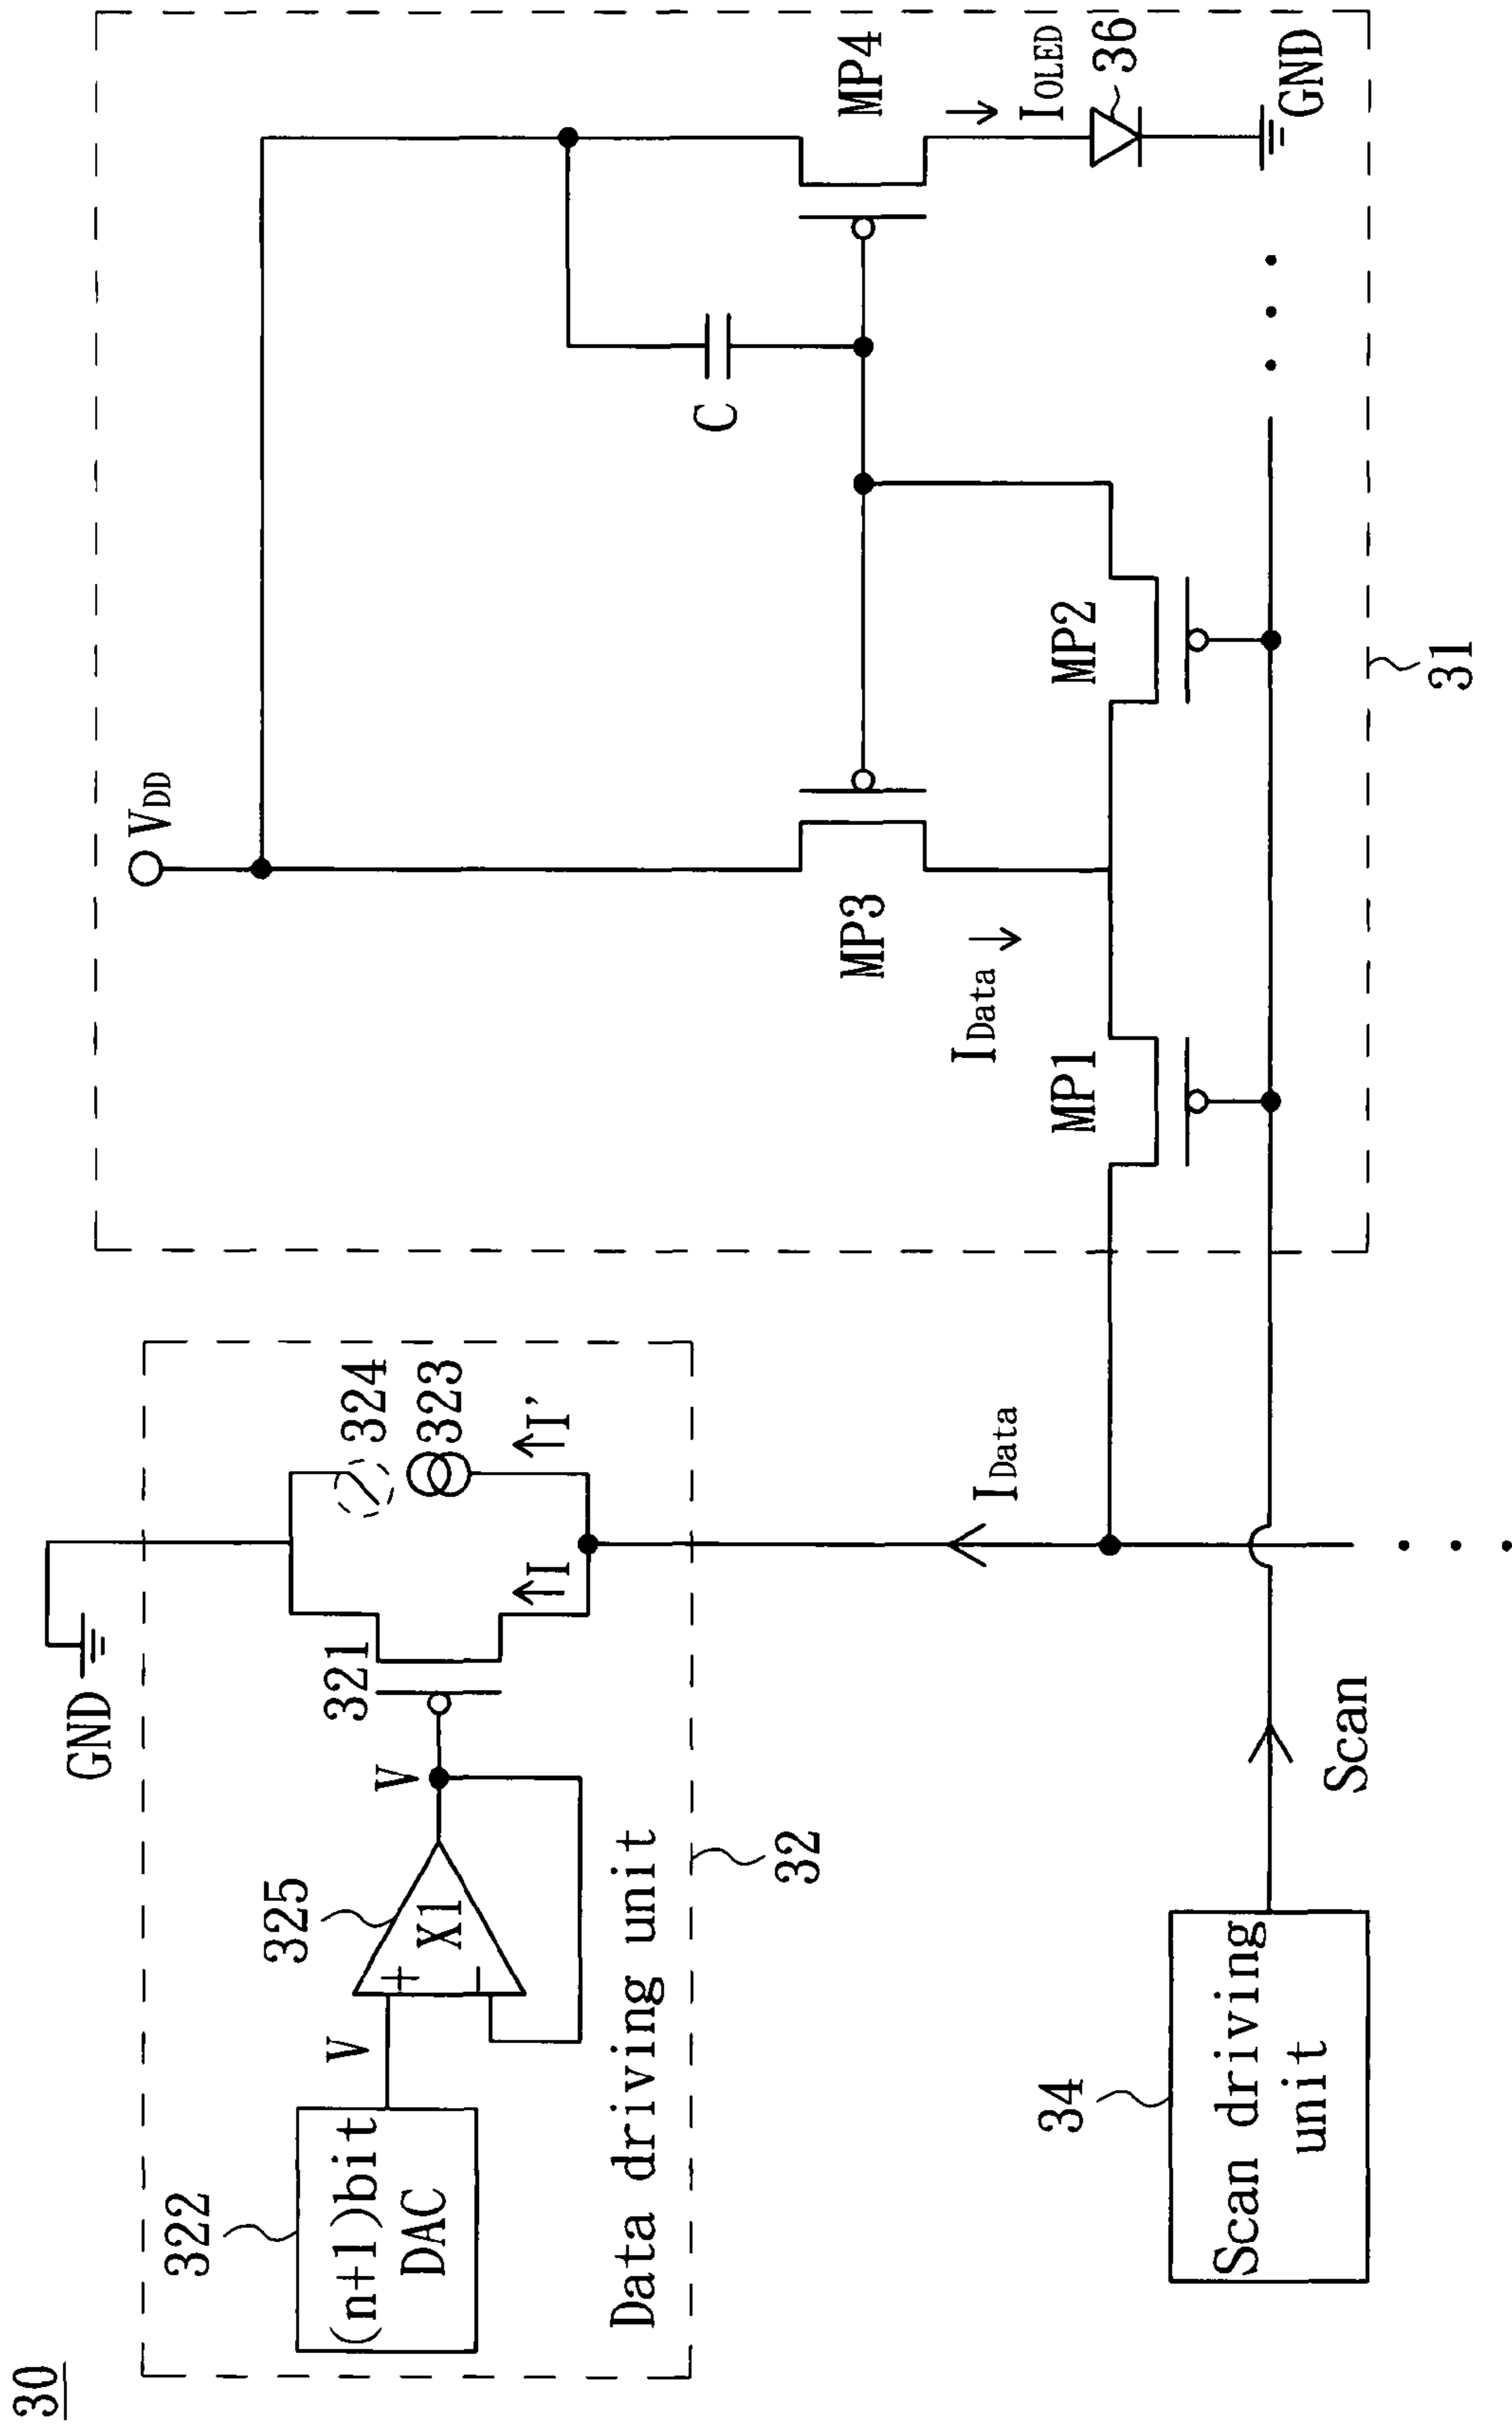 30
GND
322
(n+1)bit
DAC
V
325
X1
+
−
V
321
I
324
323
I'
Data driving unit
32
IData
34
Scan driving
unit
Scan
VDD
MP3
IData
MP1
MP2
C
MP4
IOLED
36
GND
31